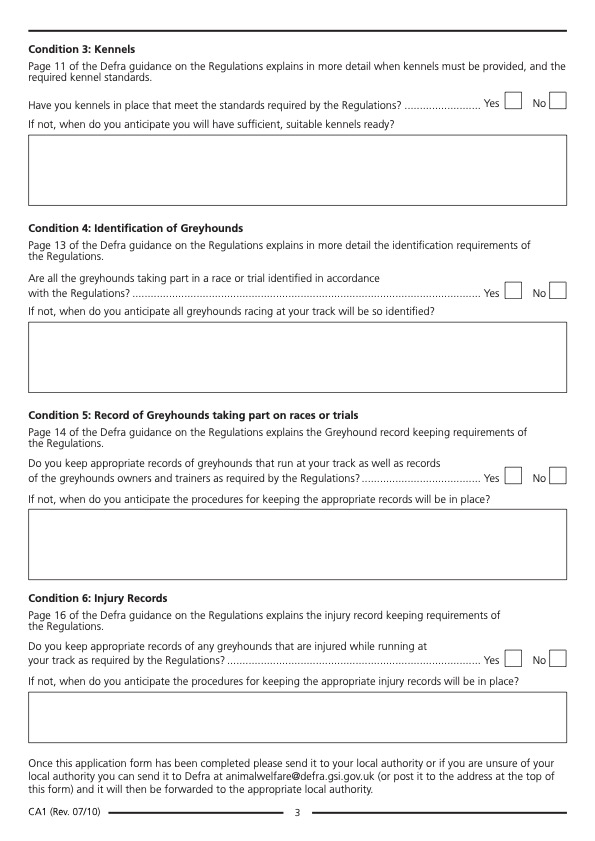 Condition 3: Kennels
Page 11 of the Defra guidance on the Regulations explains in more detail when kennels must be provided, and the
required kennel standards.
Have you kennels in place that meet the standards required by the Regulations? .......................... Yes No
If not, when do you anticipate you will have sufficient, suitable kennels ready?
Condition 4: Identification of Greyhounds
Page 13 of the Defra guidance on the Regulations explains in more detail the identification requirements of
the Regulations.
Are all the greyhounds taking part in a race or trial identified in accordance
with the Regulations? ........................................................................................................................ Yes No
If not, when do you anticipate all greyhounds racing at your track will be so identified?
Condition 5: Record of Greyhounds taking part on races or trials
Page 14 of the Defra guidance on the Regulations explains the Greyhound record keeping requirements of
the Regulations.
Do you keep appropriate records of greyhounds that run at your track as well as records
of the greyhounds owners and trainers as required by the Regulations? ......................................... Yes No
If not, when do you anticipate the procedures for keeping the appropriate records will be in place?
Condition 6: Injury Records
Page 16 of the Defra guidance on the Regulations explains the injury record keeping requirements of
the Regulations.
Do you keep appropriate records of any greyhounds that are injured while running at
your track as required by the Regulations? ....................................................................................... Yes No
If not, when do you anticipate the procedures for keeping the appropriate injury records will be in place?
Once this application form has been completed please send it to your local authority or if you are unsure of your
local authority you can send it to Defra at animalwelfare@defra.gsi.gov.uk (or post it to the address at the top of
this form) and it will then be forwarded to the appropriate local authority.
CA1 (Rev. 07/10) 3